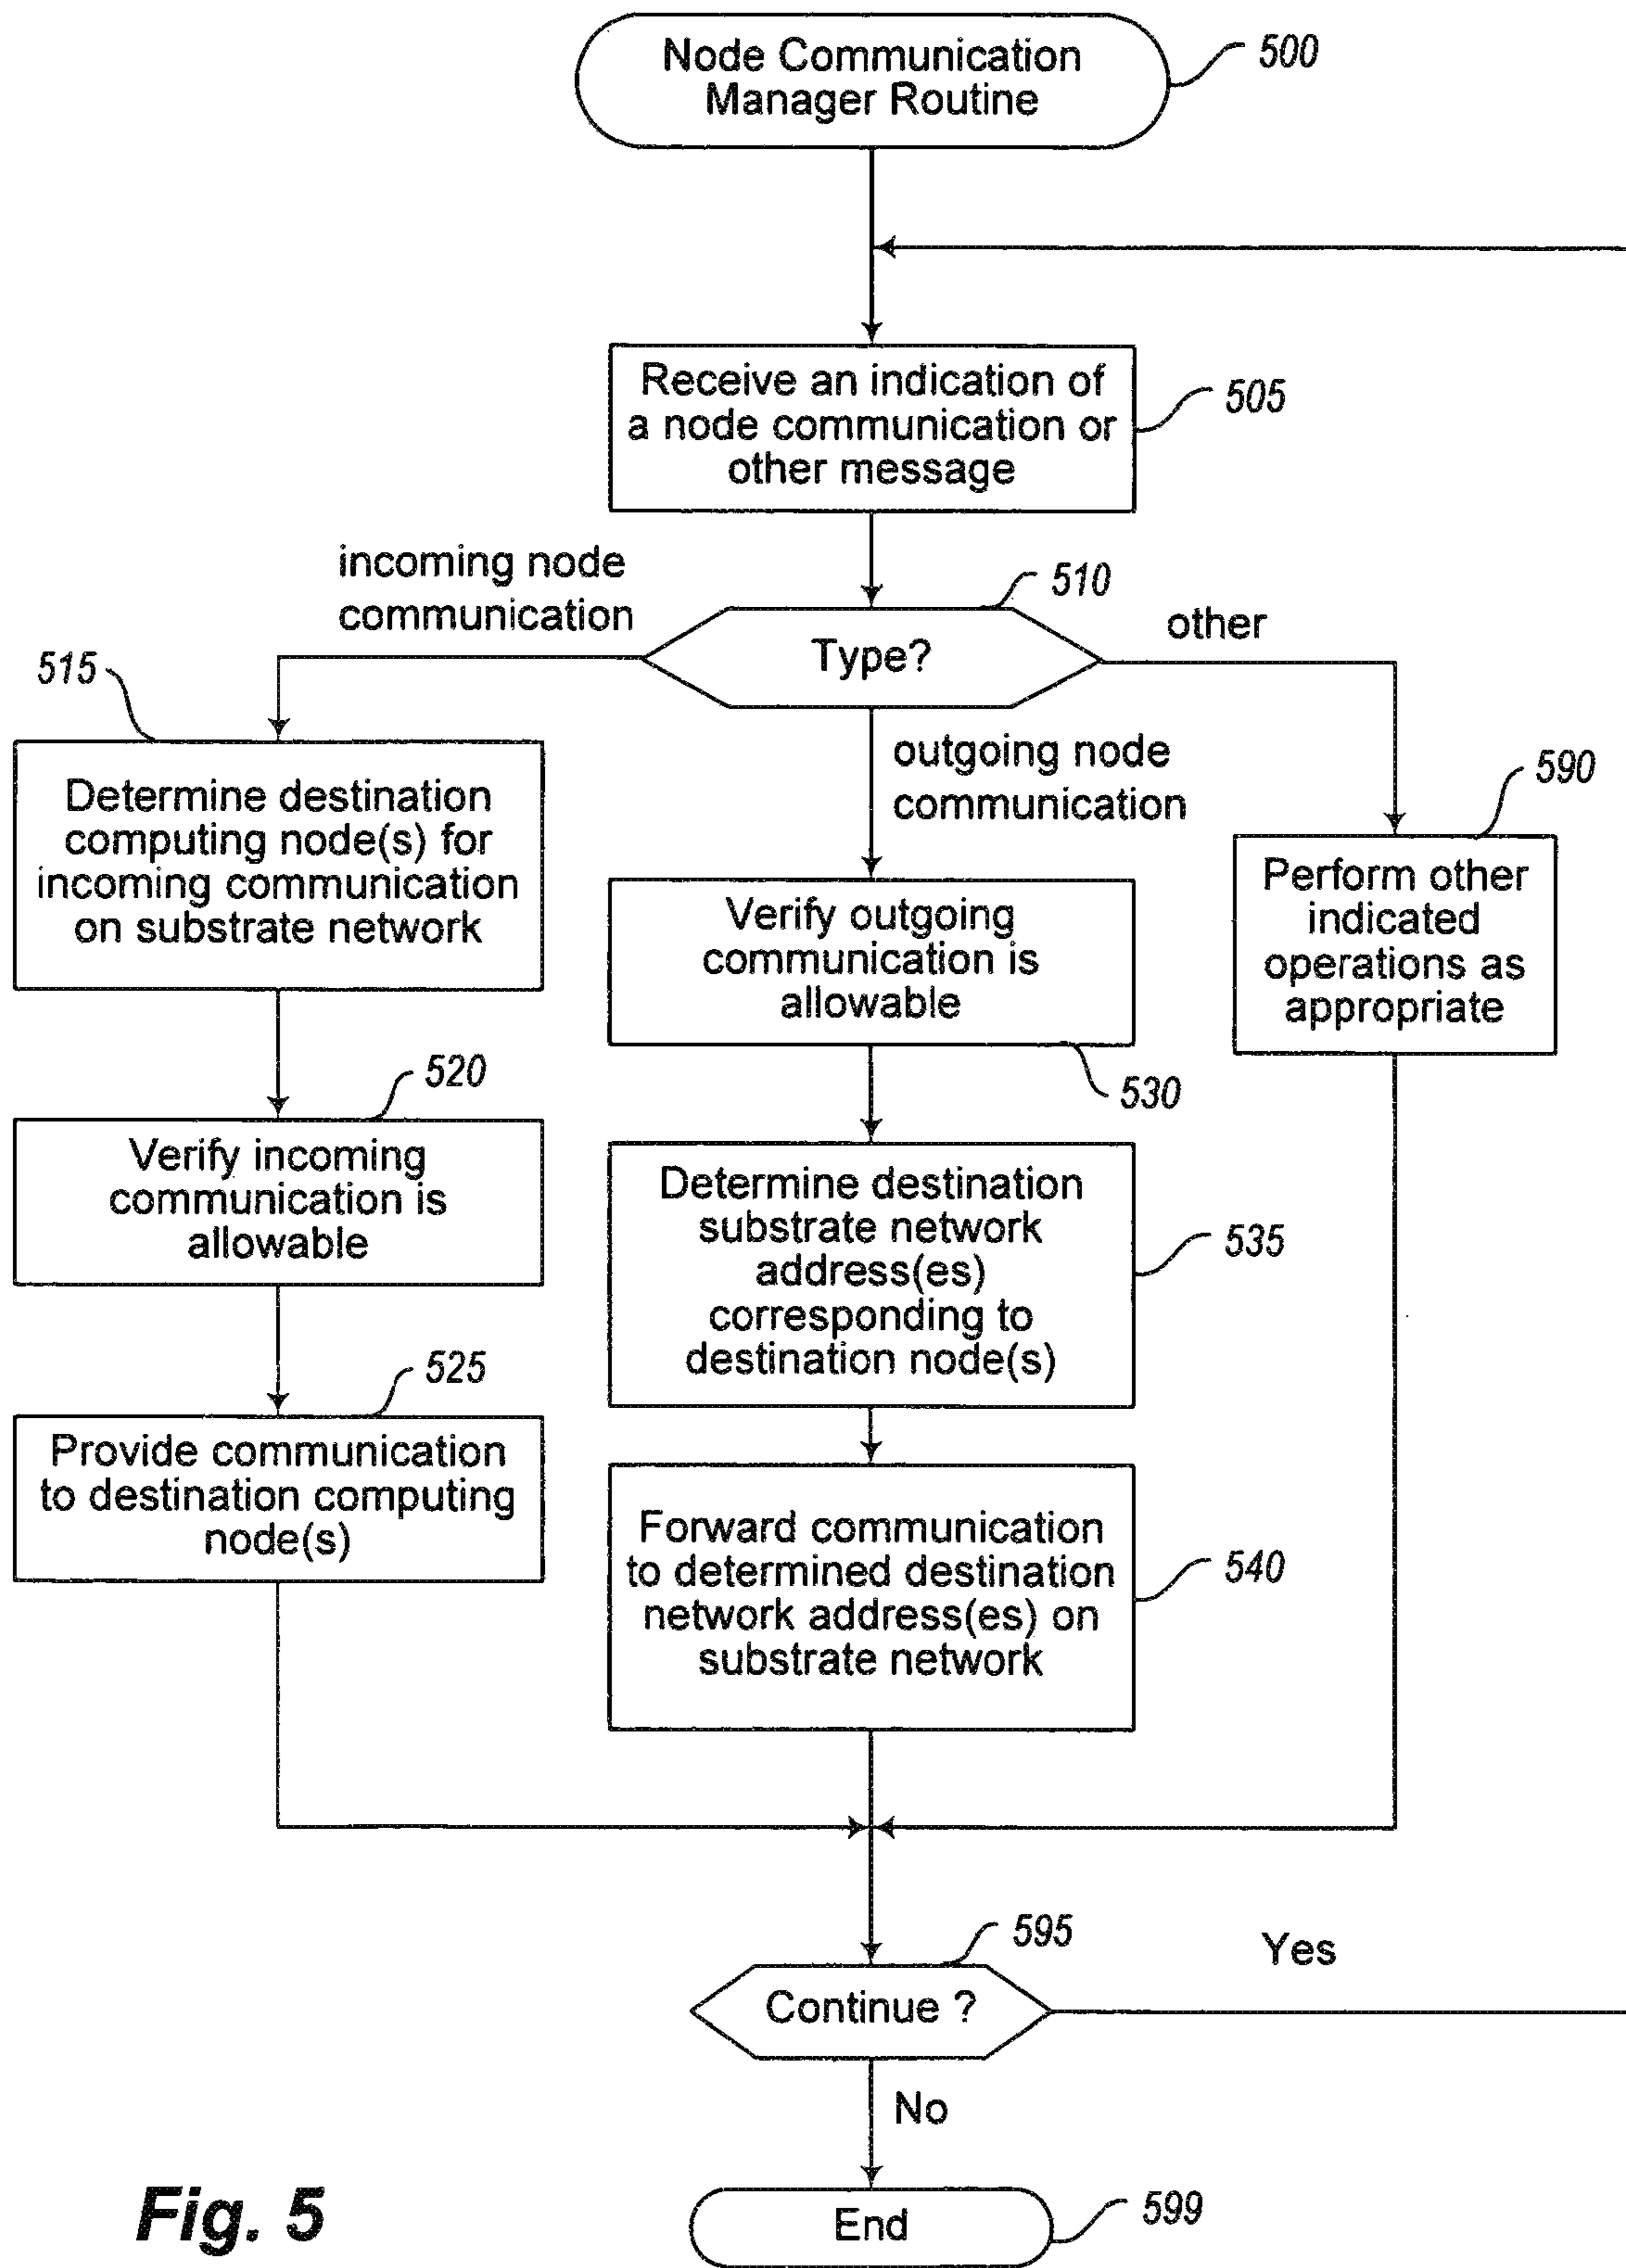 Node Communication
Manager Routine
500
Receive an indication of
a node communication or
other message
505
incoming node
communication
510
Type?
other
515
Determine destination
computing node(s) for
incoming communication
on substrate network
outgoing node
communication
590
Perform other
indicated
operations as
appropriate
Verify outgoing
communication is
allowable
530
520
Verify incoming
communication is
allowable
Determine destination
substrate network
address(es)
corresponding to
destination node(s)
535
525
Provide communication
to destination computing
node(s)
Forward communication
to determined destination
network address(es) on
substrate network
540
595
Continue ?
Yes
No
End
599
Fig. 5